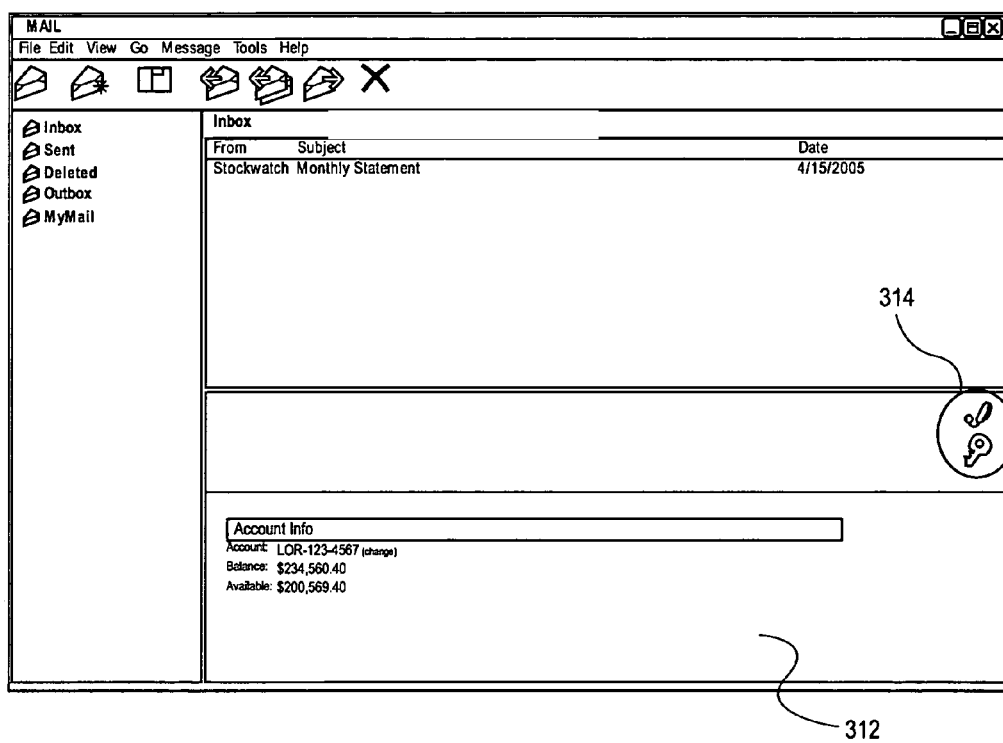 MAIL
File Edit View Go Message Tools Help
Inbox
Sent
Deleted
Outbox
MyMail
Inbox
From Subject Date
Stockwatch Monthly Statement 4/15/2005
314
Account Info
Account: LOR-123-4567 (change)
Balance: $234,560.40
Available: $200,569.40
312